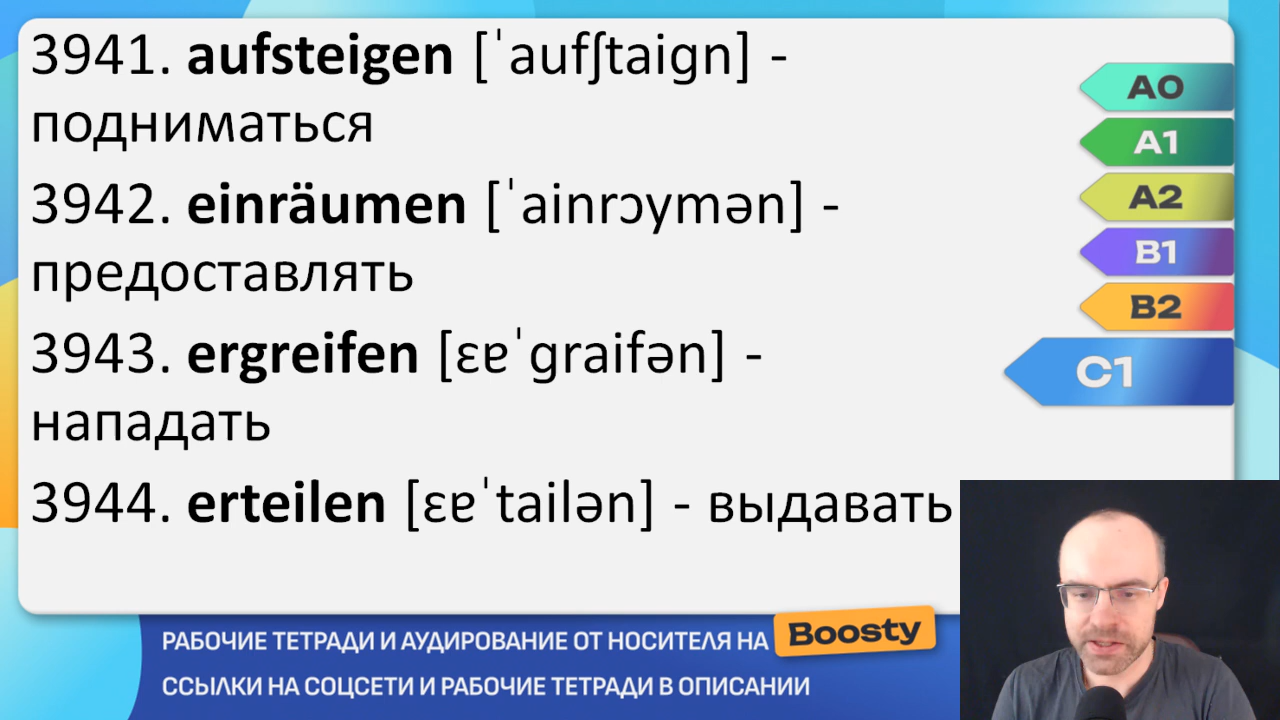 3941. aufsteigen [ˈaufʃtaign] -
подниматься
3942. einräumen [ˈainrɔymən] -
предоставлять
3943. ergreifen [ɛɐˈgraifən] -
нападать
3944. erteilen [ɛɐˈtailən] - выдавать
A0
A1
A2
B1
B2
C1
РАБОЧИЕ ТЕТРАДИ И АУДИРОВАНИЕ ОТ НОСИТЕЛЯ НА Boosty
ССЫЛКИ НА СОЦСЕТИ И РАБОЧИЕ ТЕТРАДИ В ОПИСАНИИ